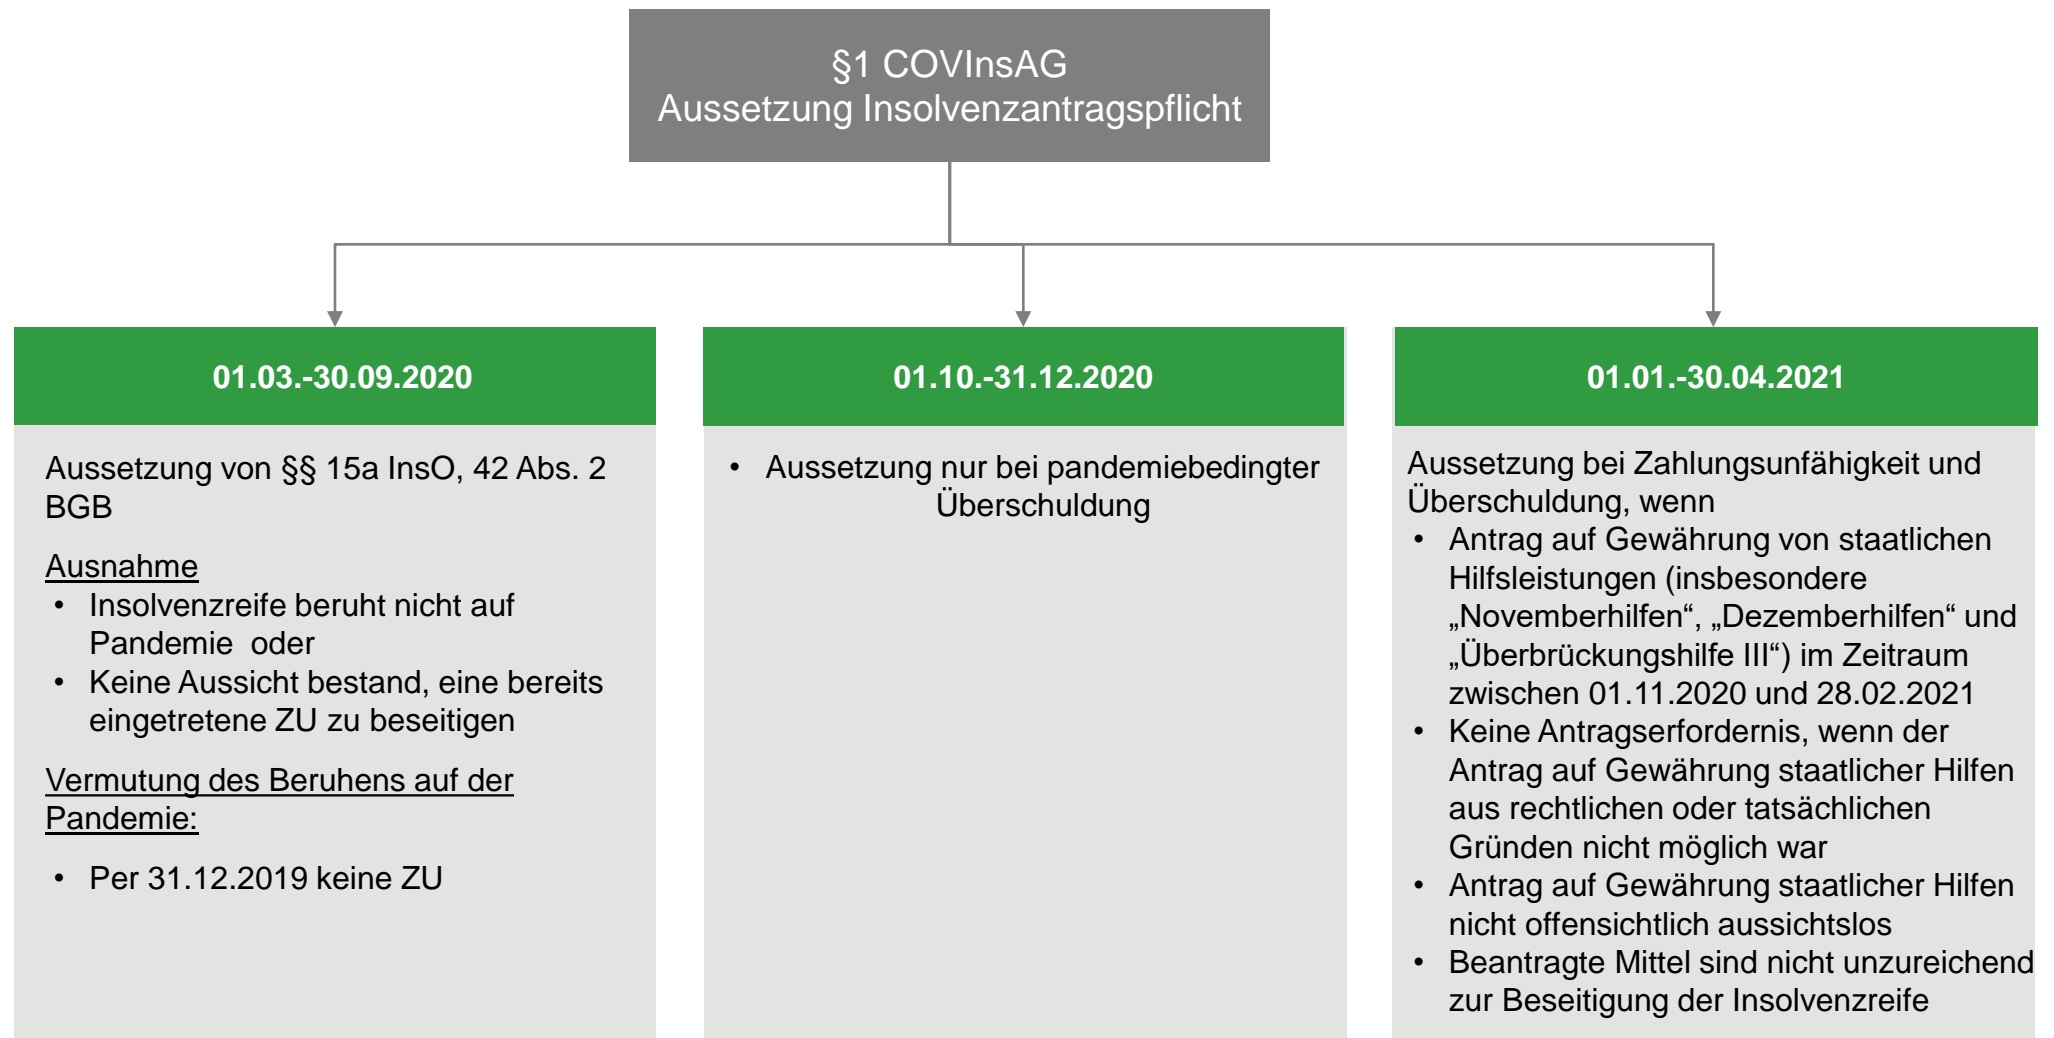 §1 COVInsAG
Aussetzung Insolvenzantragspflicht
01.03.-30.09.2020
Aussetzung von §§ 15a InsO, 42 Abs. 2
BGB
Ausnahme
• Insolvenzreife beruht nicht auf
Pandemie oder
• Keine Aussicht bestand, eine bereits
eingetretene ZU zu beseitigen
Vermutung des Beruhens auf der
Pandemie:
• Per 31.12.2019 keine ZU
01.10.-31.12.2020
• Aussetzung nur bei pandemiebedingter
Überschuldung
01.01.-30.04.2021
Aussetzung bei Zahlungsunfähigkeit und
Überschuldung, wenn
• Antrag auf Gewährung von staatlichen
Hilfsleistungen (insbesondere
„Novemberhilfen“, „Dezemberhilfen“ und
„Überbrückungshilfe III“) im Zeitraum
zwischen 01.11.2020 und 28.02.2021
• Keine Antragserfordernis, wenn der
Antrag auf Gewährung staatlicher Hilfen
aus rechtlichen oder tatsächlichen
Gründen nicht möglich war
• Antrag auf Gewährung staatlicher Hilfen
nicht offensichtlich aussichtslos
• Beantragte Mittel sind nicht unzureichend
zur Beseitigung der Insolvenzreife